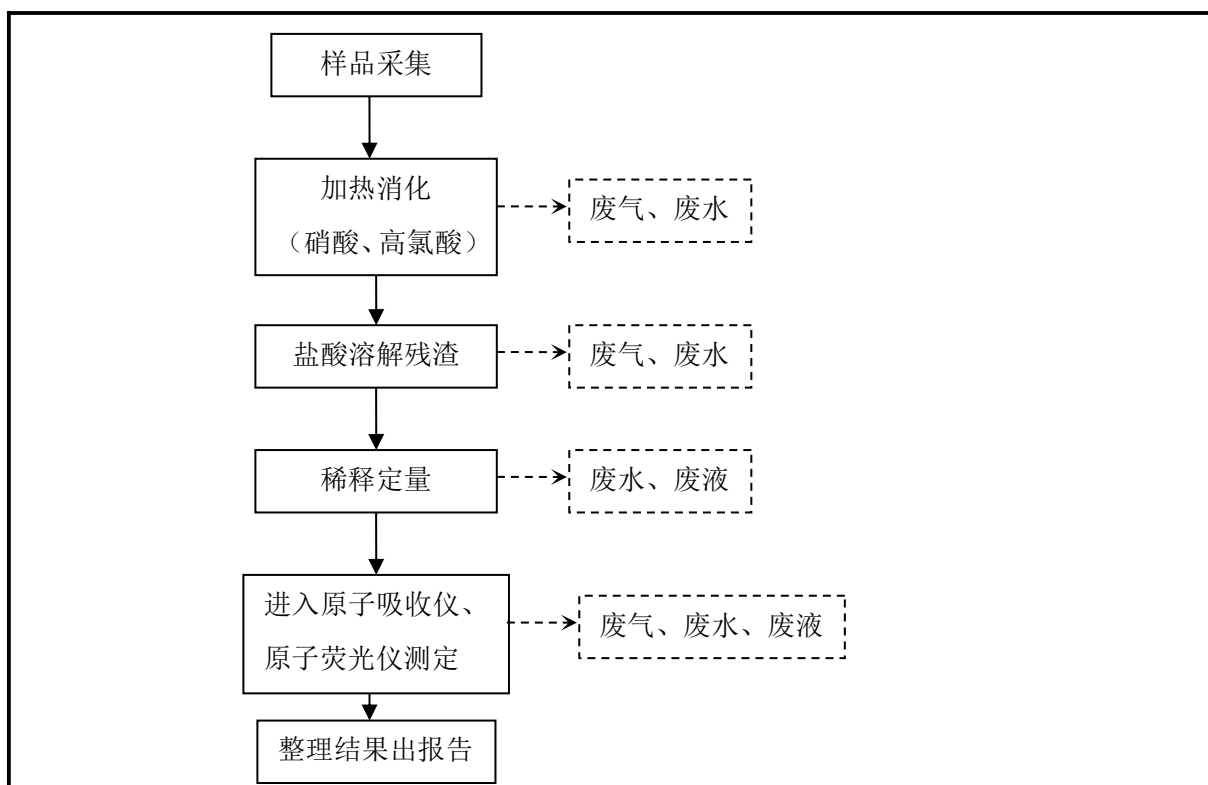 样品采集
加热消化
（硝酸、高氯酸）
废气、废水
盐酸溶解残渣
废气、废水
稀释定量
废水、废液
进入原子吸收仪、
原子荧光仪测定
废气、废水、废液
整理结果出报告